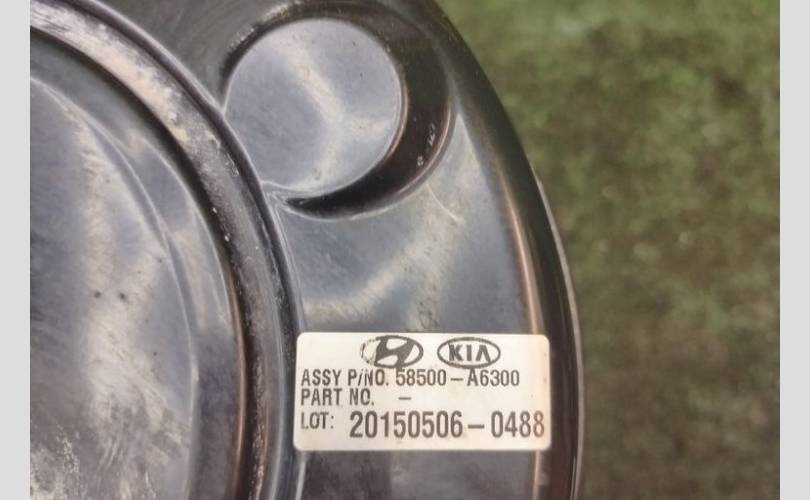 KIA
ASSY P/NO. 58500-A6300
PART NO. -
LOT: 20150506-0488